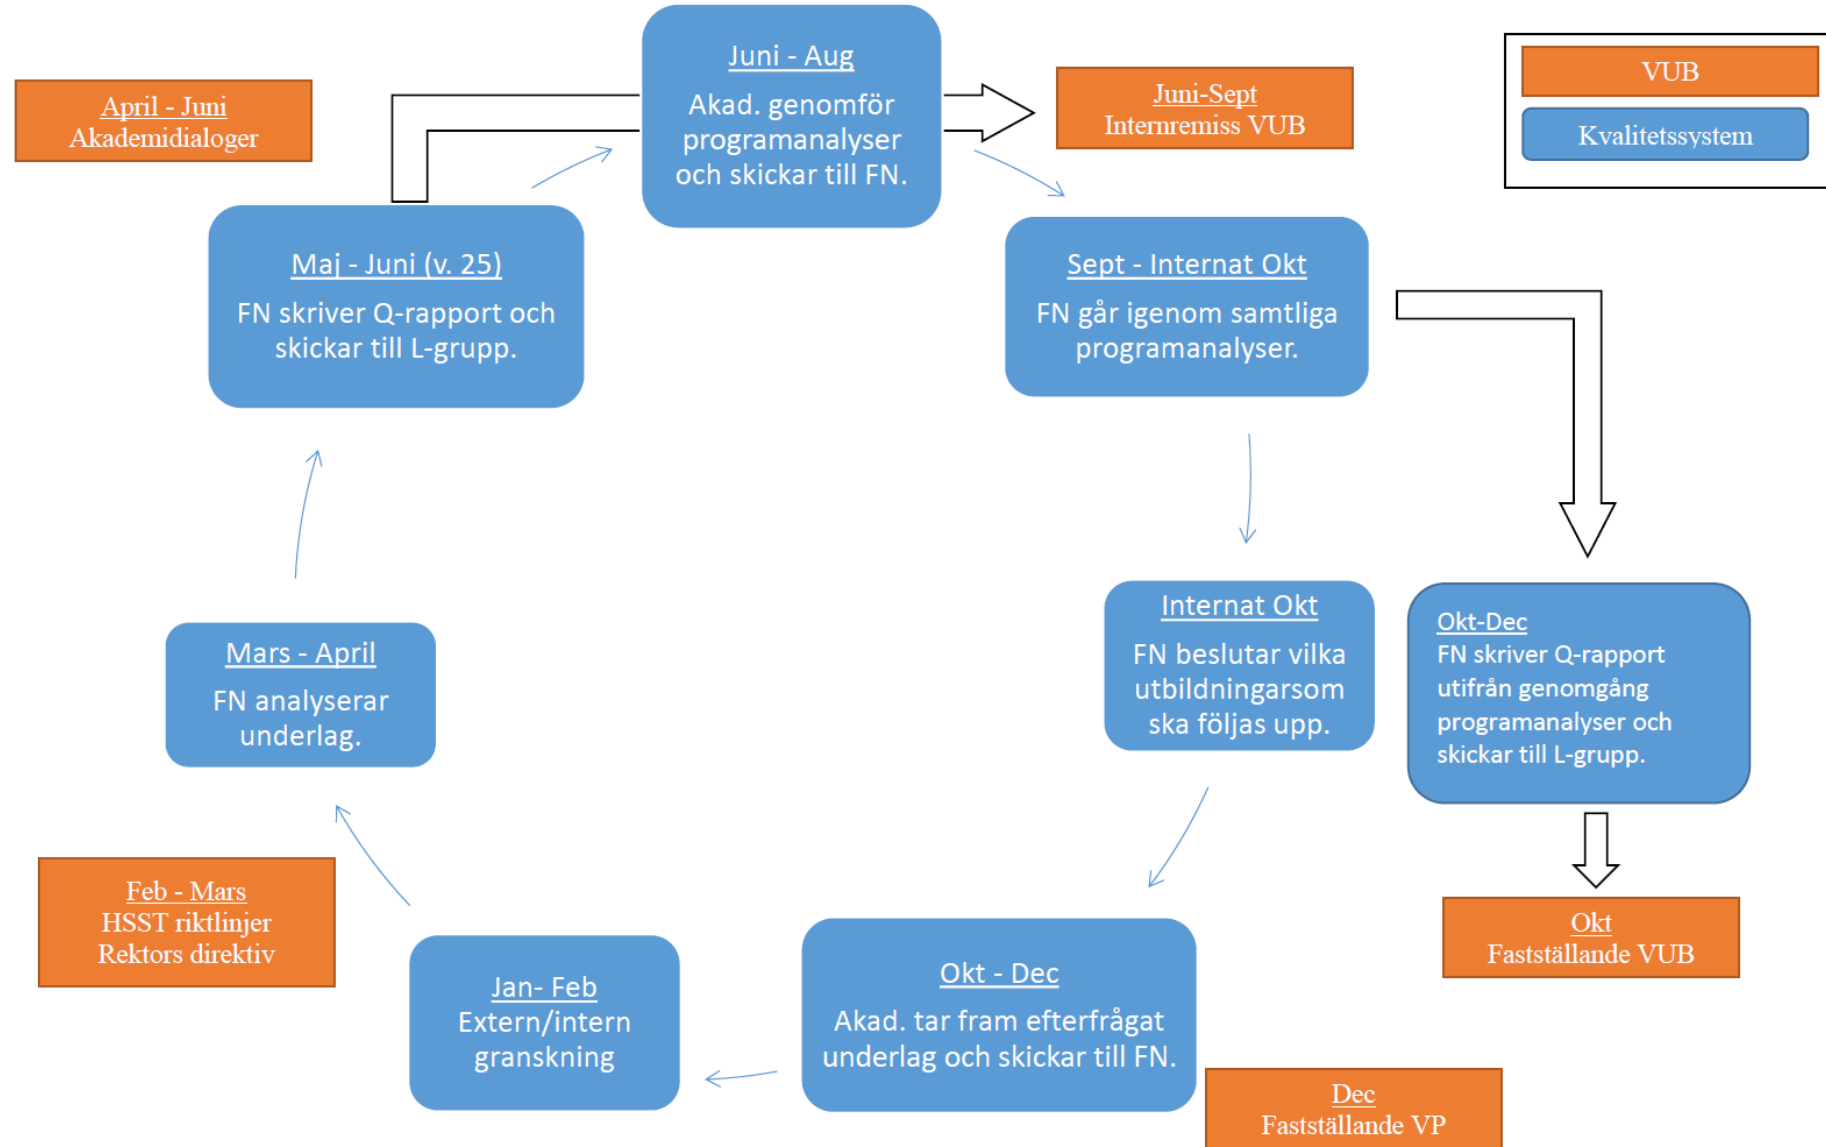 Juni - Aug
Akad. genomför
programanalyser
och skickar till FN.
April - Juni
Akademidialoger
Juni-Sept
Internremiss VUB
VUB
Kvalitetssystem
Maj - Juni (v. 25)
FN skriver Q-rapport och
skickar till L-grupp.
Sept - Internat Okt
FN går igenom samtliga
programanalyser.
Internat Okt
FN beslutar vilka
utbildningarsom
ska följas upp.
Okt-Dec
FN skriver Q-rapport
utifrån genomgång
programanalyser och
skickar till L-grupp.
Mars - April
FN analyserar
underlag.
Feb - Mars
HSST riktlinjer
Rektors direktiv
Jan- Feb
Extern/intern
granskning
Okt - Dec
Akad. tar fram efterfrågat
underlag och skickar till FN.
Okt
Fastställande VUB
Dec
Fastställande VP